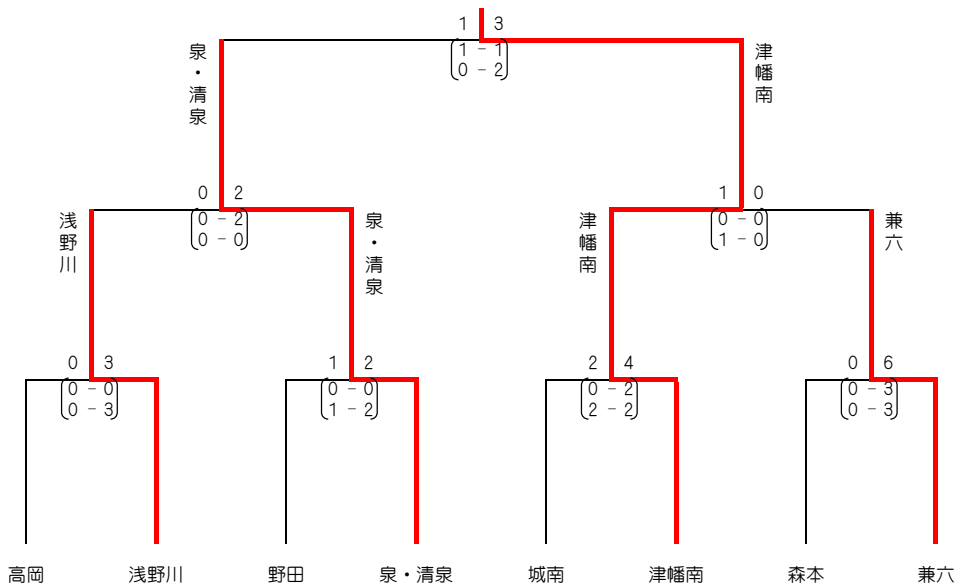 1 3
1 - 1
0 - 2
泉・清泉
津幡南
0 2
0 - 2
0 - 0
1 0
0 - 0
1 - 0
浅野川
泉・清泉
津幡南
兼六
0 3
0 - 0
0 - 3
1 2
0 - 0
1 - 2
2 4
0 - 2
2 - 2
0 6
0 - 3
0 - 3
高岡 浅野川 野田 泉・清泉 城南 津幡南 森本 兼六